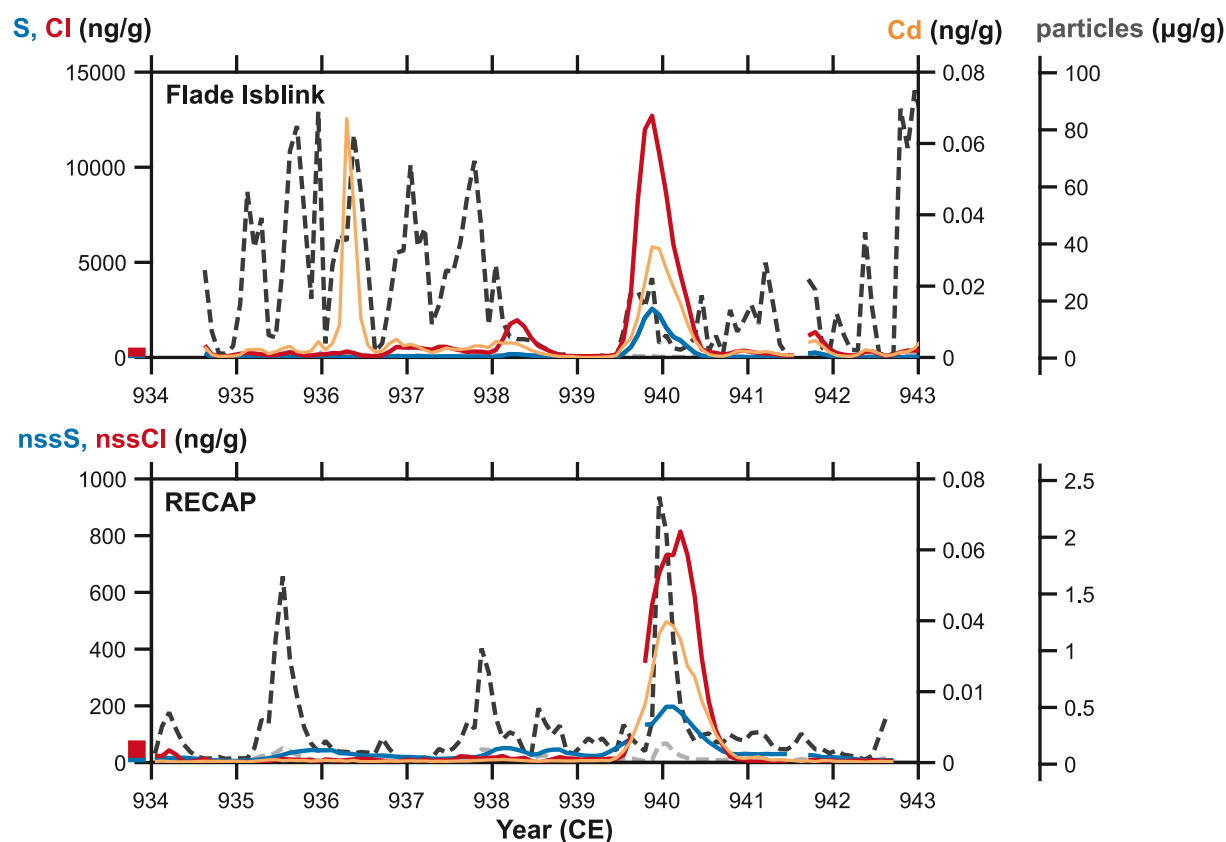 S, Cl (ng/g) Cd (ng/g) particles (µg/g)
15000 0.08 100
Flade Isblink
80
10000 0.06
60
0.04
40
5000 0.02
20
0 0 0
934 935 936 937 938 939 940 941 942 943
nssS, nssCl (ng/g)
1000 0.08 2.5
RECAP
800 2
0.06
600 1.5
0.04
400 1
0.01
200 0.5
0 0 0
934 935 936 937 938 939 940 941 942 943
Year (CE)